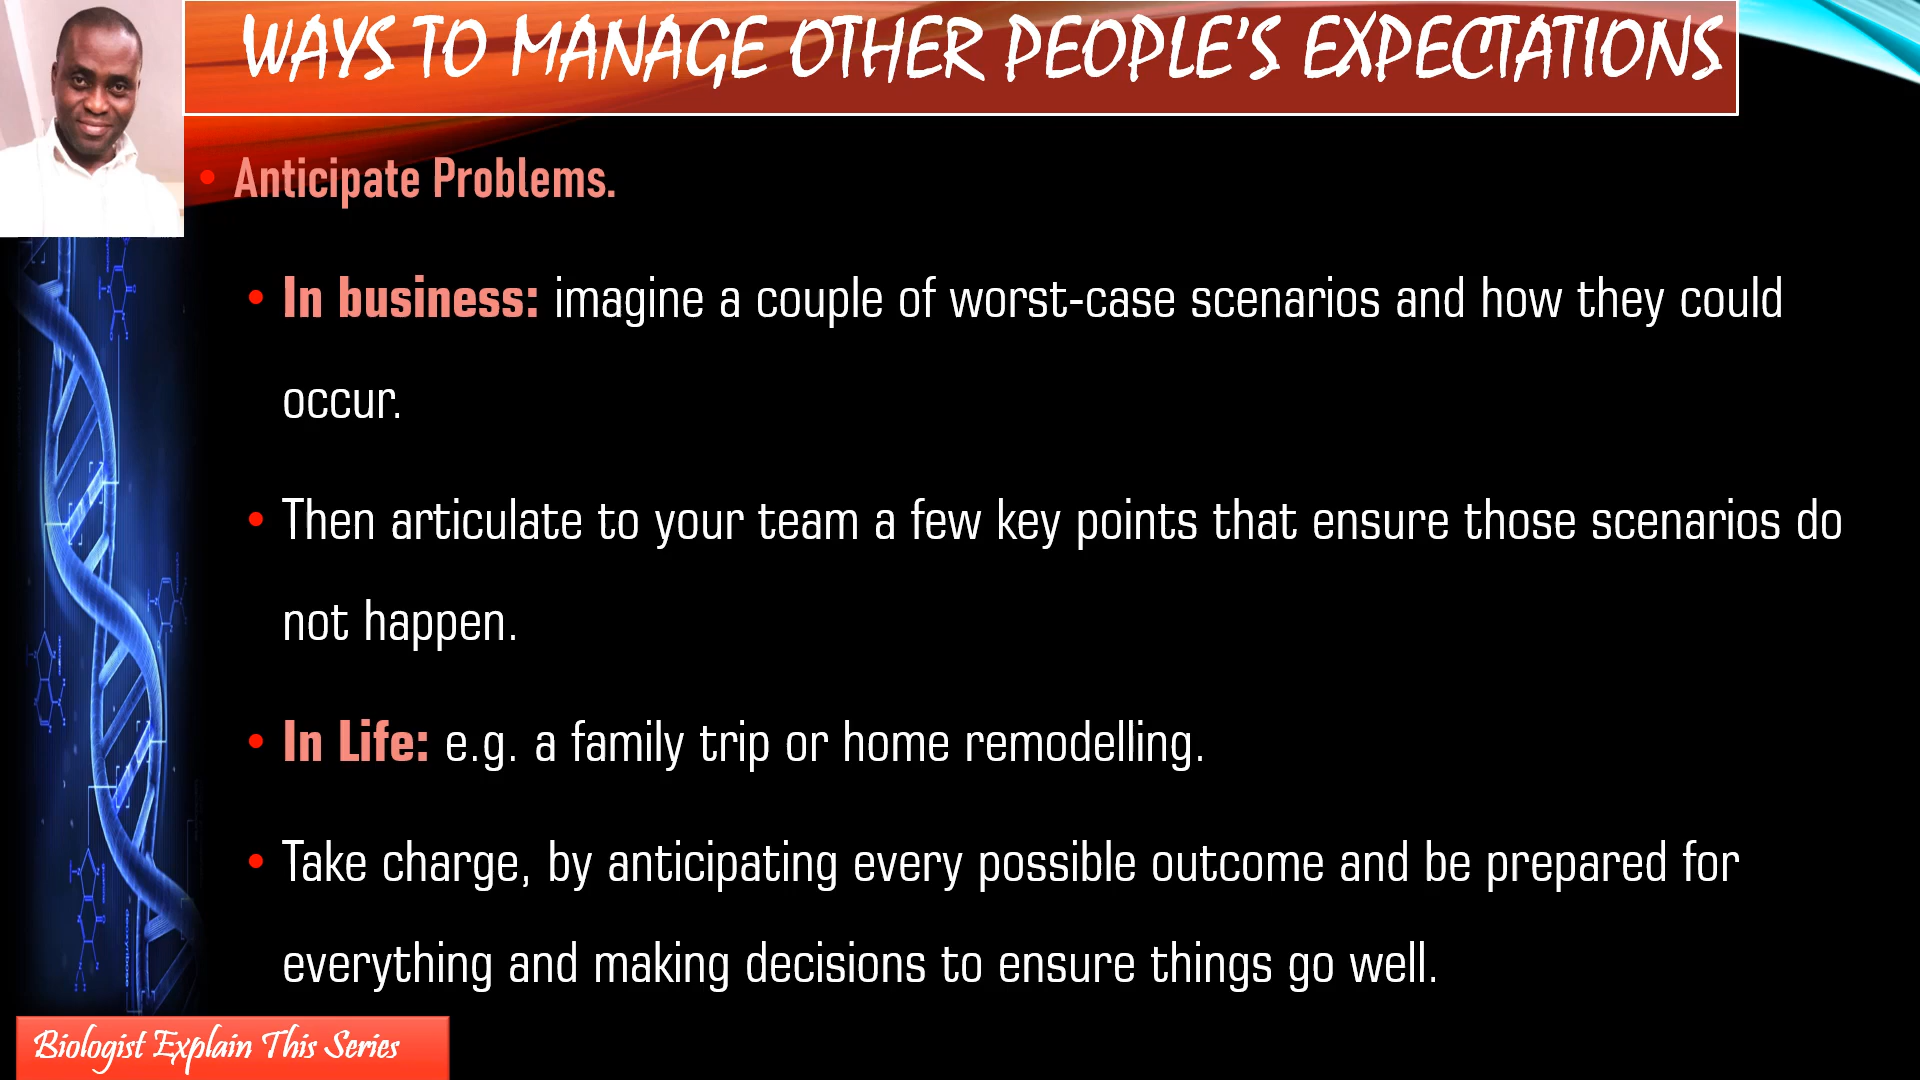 WAYS TO MANAGE OTHER PEOPLE'S EXPECTATIONS
• Anticipate Problems.
• In business: imagine a couple of worst-case scenarios and how they could
occur.
• Then articulate to your team a few key points that ensure those scenarios do
not happen.
• In Life: e.g. a family trip or home remodelling.
• Take charge, by anticipating every possible outcome and be prepared for
everything and making decisions to ensure things go well.
Biologist Explain This Series